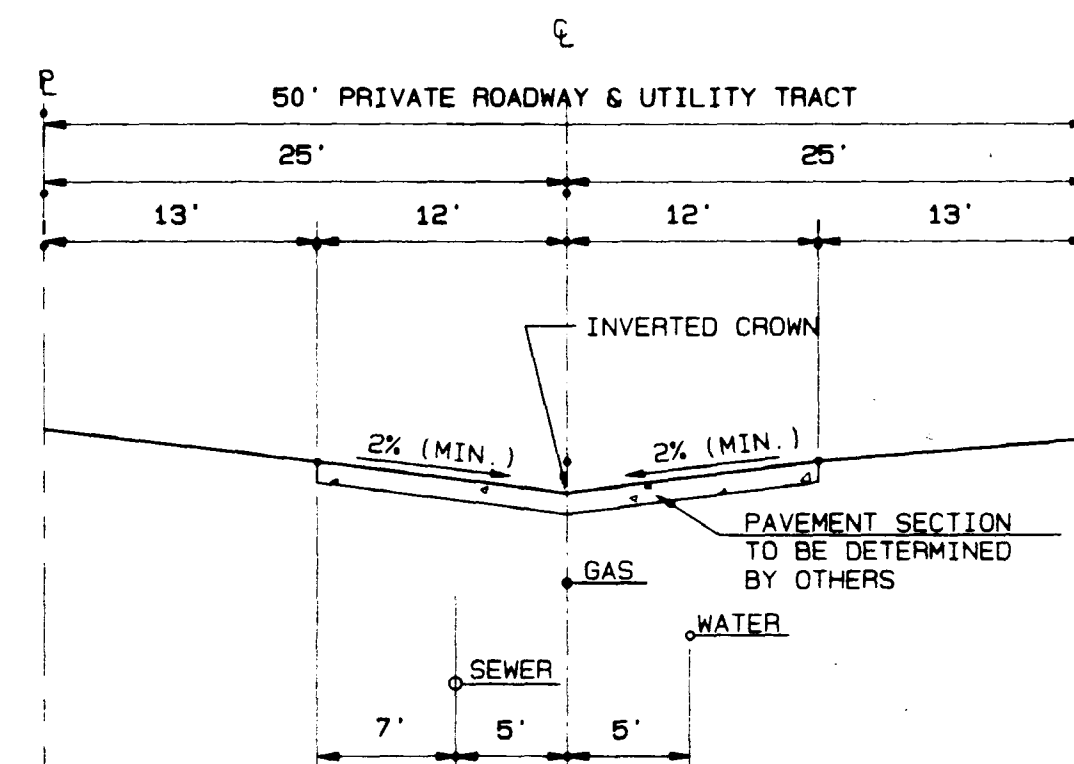 ℄
℄
50' PRIVATE ROADWAY & UTILITY TRACT
25' 25'
13' 12' 12' 13'
INVERTED CROWN
2% (MIN.) 2% (MIN.)
PAVEMENT SECTION
TO BE DETERMINED
BY OTHERS
GAS
WATER
SEWER
7' 5' 5'